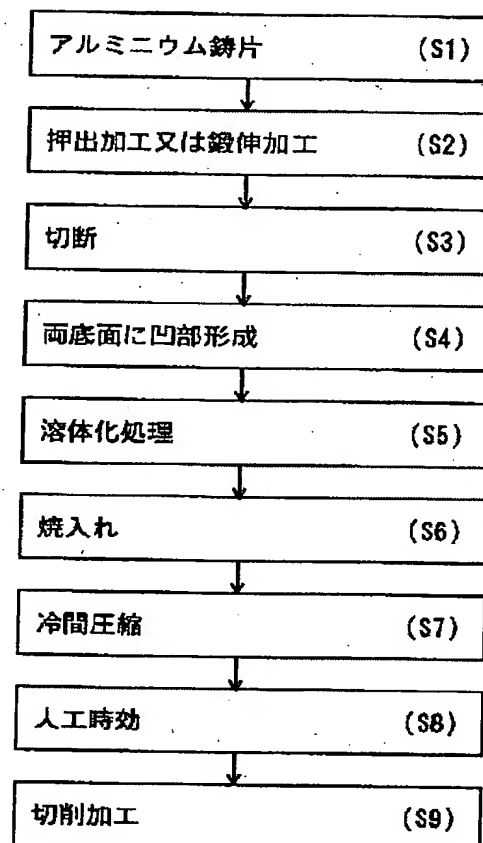 アルミニウム鋳片 (S1)
押出加工又は鍛伸加工 (S2)
切断 (S3)
両底面に凹部形成 (S4)
溶体化処理 (S5)
焼入れ (S6)
冷間圧縮 (S7)
人工時効 (S8)
切削加工 (S9)